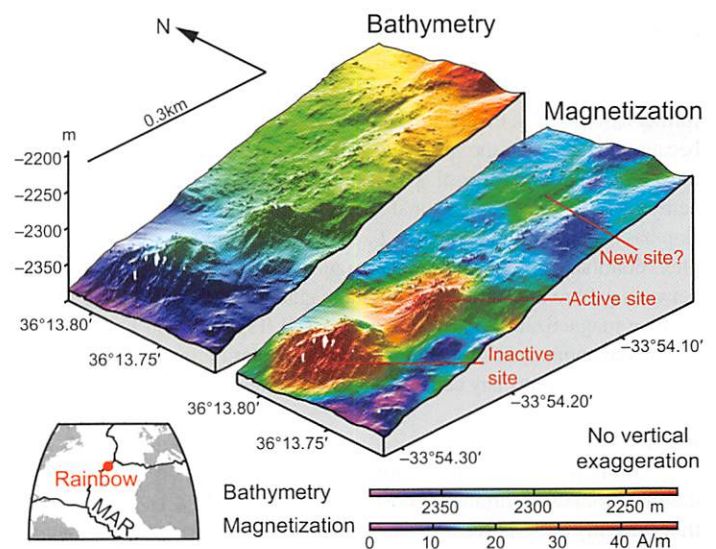 Bathymetry
N
0.3km
m
−2200
−2250
−2300
−2350
36°13.80′
36°13.75′
Magnetization
New site?
Active site
Inactive
site
−33°54.10′
−33°54.20′
−33°54.30′
36°13.80′
36°13.75′
No vertical
exaggeration
Rainbow
MAR
Bathymetry
2350 2300 2250 m
Magnetization
0 10 20 30 40 A/m